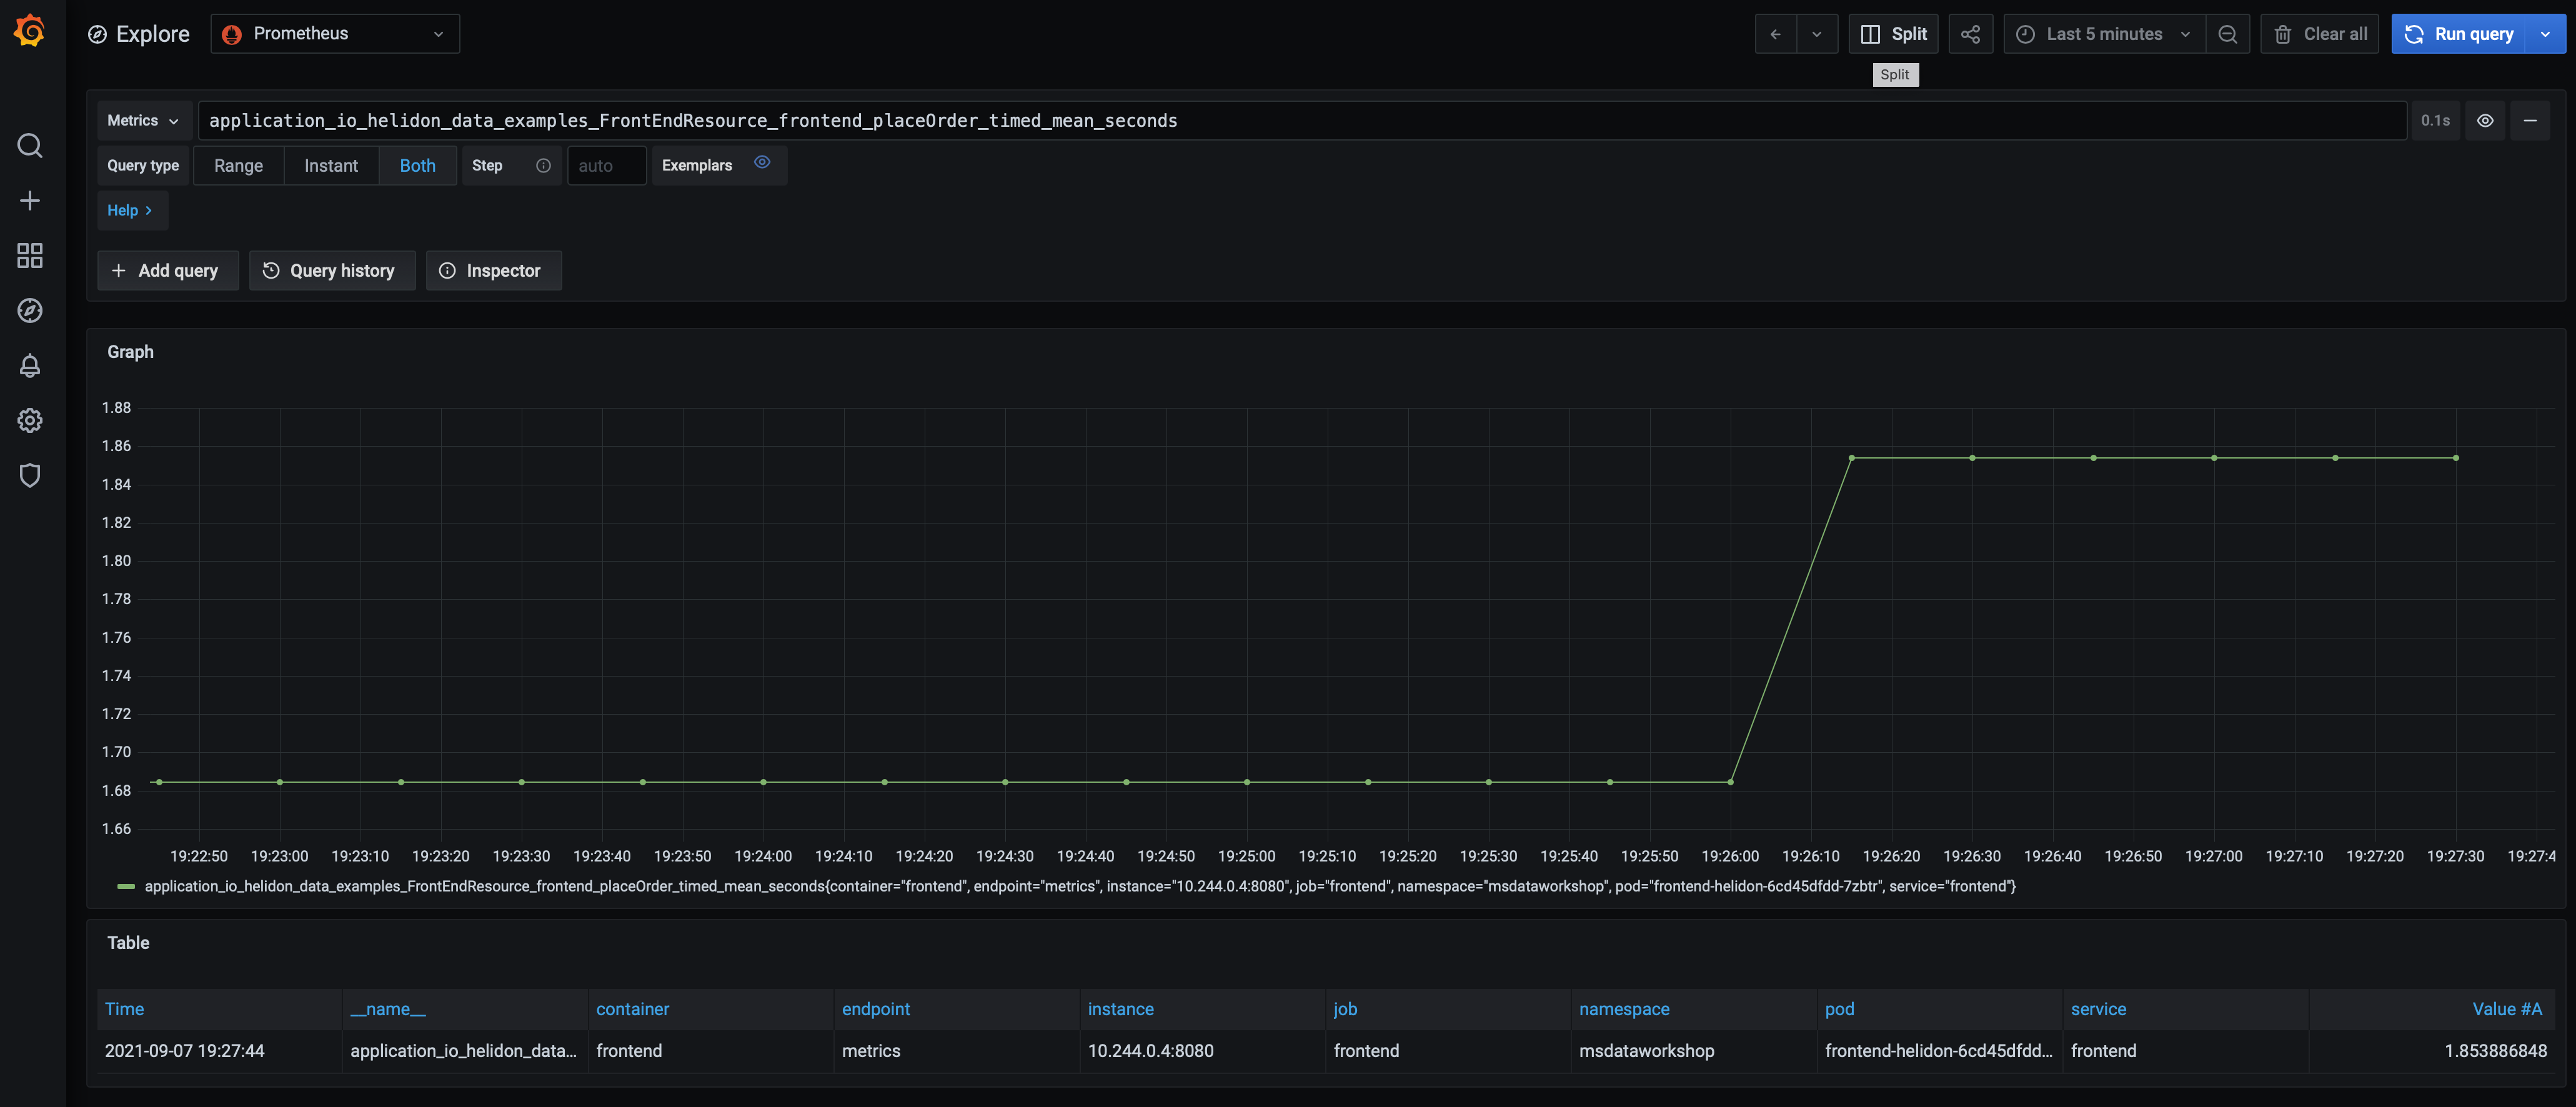 Explore Prometheus Split Last 5 minutes Clear all Run query
Split
Metrics application_io_helidon_data_examples_FrontEndResource_frontend_placeOrder_timed_mean_seconds 0.1s
Query type Range Instant Both Step auto Exemplars
Help >
+ Add query Query history Inspector
Graph
1.88
1.86
1.84
1.82
1.80
1.78
1.76
1.74
1.72
1.70
1.68
1.66
19:22:50 19:23:00 19:23:10 19:23:20 19:23:30 19:23:40 19:23:50 19:24:00 19:24:10 19:24:20 19:24:30 19:24:40 19:24:50 19:25:00 19:25:10 19:25:20 19:25:30 19:25:40 19:25:50 19:26:00 19:26:10 19:26:20 19:26:30 19:26:40 19:26:50 19:27:00 19:27:10 19:27:20 19:27:30 19:27:4
application_io_helidon_data_examples_FrontEndResource_frontend_placeOrder_timed_mean_seconds{container="frontend", endpoint="metrics", instance="10.244.0.4:8080", job="frontend", namespace="msdataworkshop", pod="frontend-helidon-6cd45dfdd-7zbtr", service="frontend"}
Table
Time __name__ container endpoint instance job namespace pod service Value #A
2021-09-07 19:27:44 application_io_helidon_data... frontend metrics 10.244.0.4:8080 frontend msdataworkshop frontend-helidon-6cd45dfdd... frontend 1.853886848